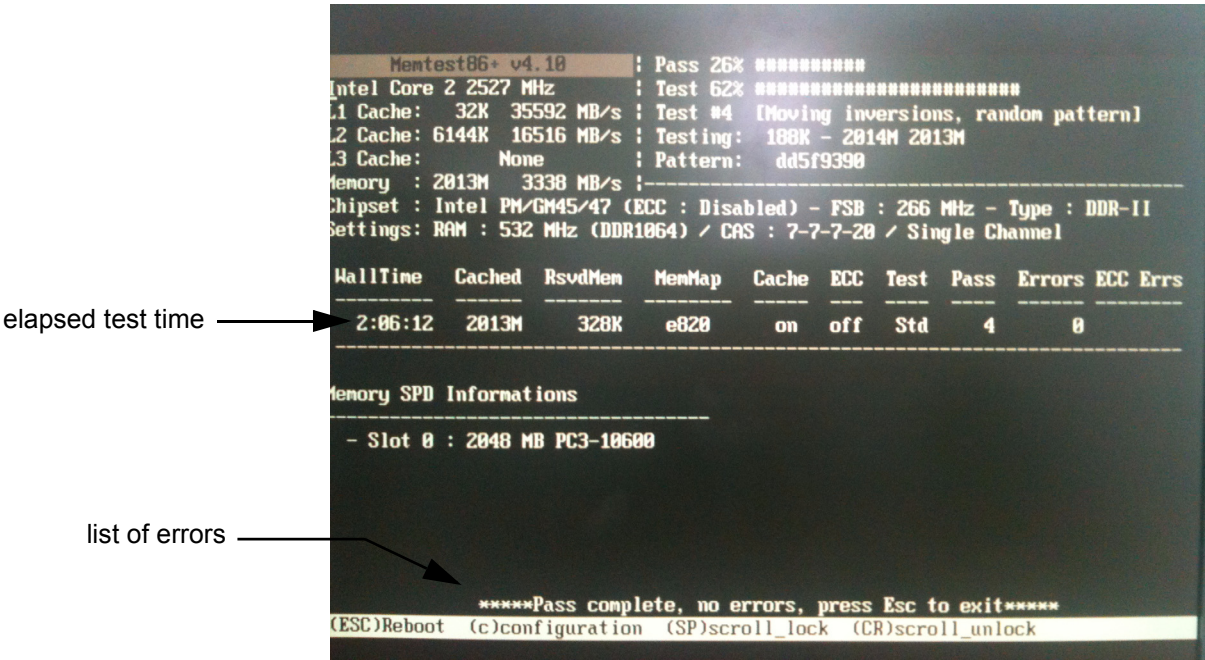 Memtest86+ v4.10 | Pass 26% ##########
Intel Core 2 2527 MHz | Test 62% ########################
L1 Cache: 32K 35592 MB/s | Test #4 [Moving inversions, random pattern]
L2 Cache: 6144K 16516 MB/s | Testing: 188K - 2014M 2013M
L3 Cache: None | Pattern: dd5f9390
Memory : 2013M 3338 MB/s |--------------------------------------------------
Chipset : Intel PM/GM45/47 (ECC : Disabled) - FSB : 266 MHz - Type : DDR-II
Settings: RAM : 532 MHz (DDR1064) / CAS : 7-7-7-20 / Single Channel
WallTime Cached RsvdMem MemMap Cache ECC Test Pass Errors ECC Errs
elapsed test time
2:06:12 2013M 328K e820 on off Std 4 0
Memory SPD Informations
- Slot 0 : 2048 MB PC3-10600
list of errors
*****Pass complete, no errors, press Esc to exit*****
(ESC)Reboot (c)configuration (SP)scroll_lock (CR)scroll_unlock